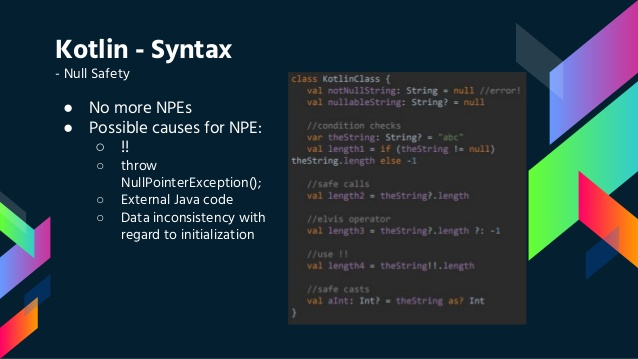 Kotlin - Syntax
- Null Safety
● No more NPEs
● Possible causes for NPE:
○ !!
○ throw
NullPointerException();
○ External Java code
○ Data inconsistency with
regard to initialization
class KotlinClass {
val notNullString: String = null //error!
val nullableString: String? = null
//condition checks
var theString: String? = "abc"
val length1 = if (theString != null)
theString.length else -1
//safe calls
val length2 = theString?.length
//elvis operator
val length3 = theString?.length ?: -1
//use !!
val length4 = theString!!.length
//safe casts
val aInt: Int? = theString as? Int
}